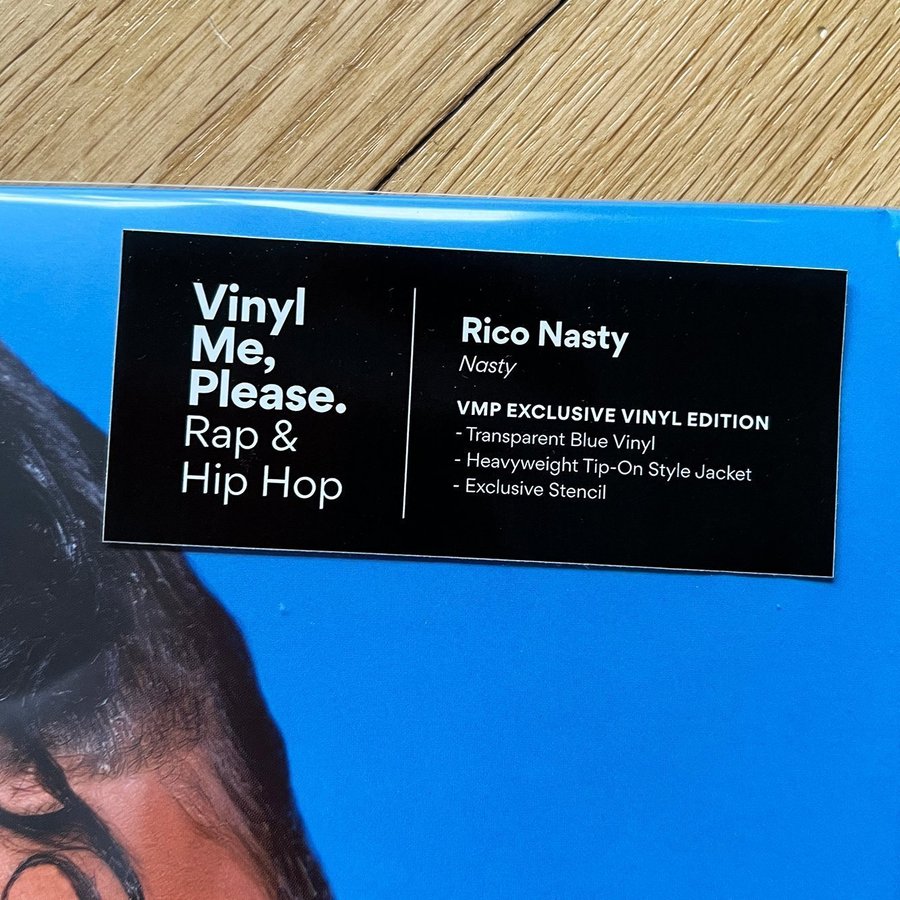 Vinyl
Me,
Please.
Rap &
Hip Hop
Rico Nasty
Nasty
VMP EXCLUSIVE VINYL EDITION
- Transparent Blue Vinyl
- Heavyweight Tip-On Style Jacket
- Exclusive Stencil